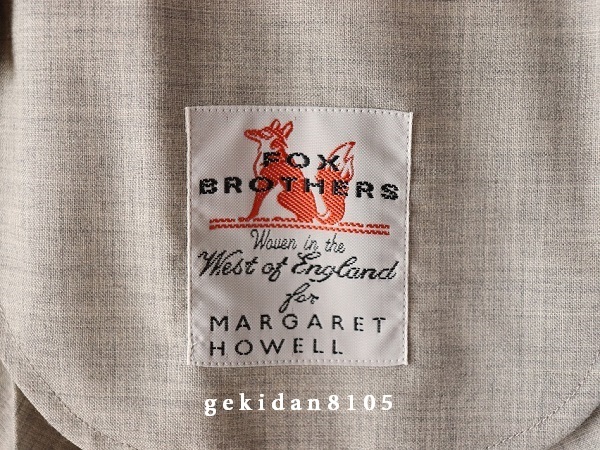 FOX
BROTHERS
Woven in the
West of England
for
MARGARET
HOWELL
gekidan8105